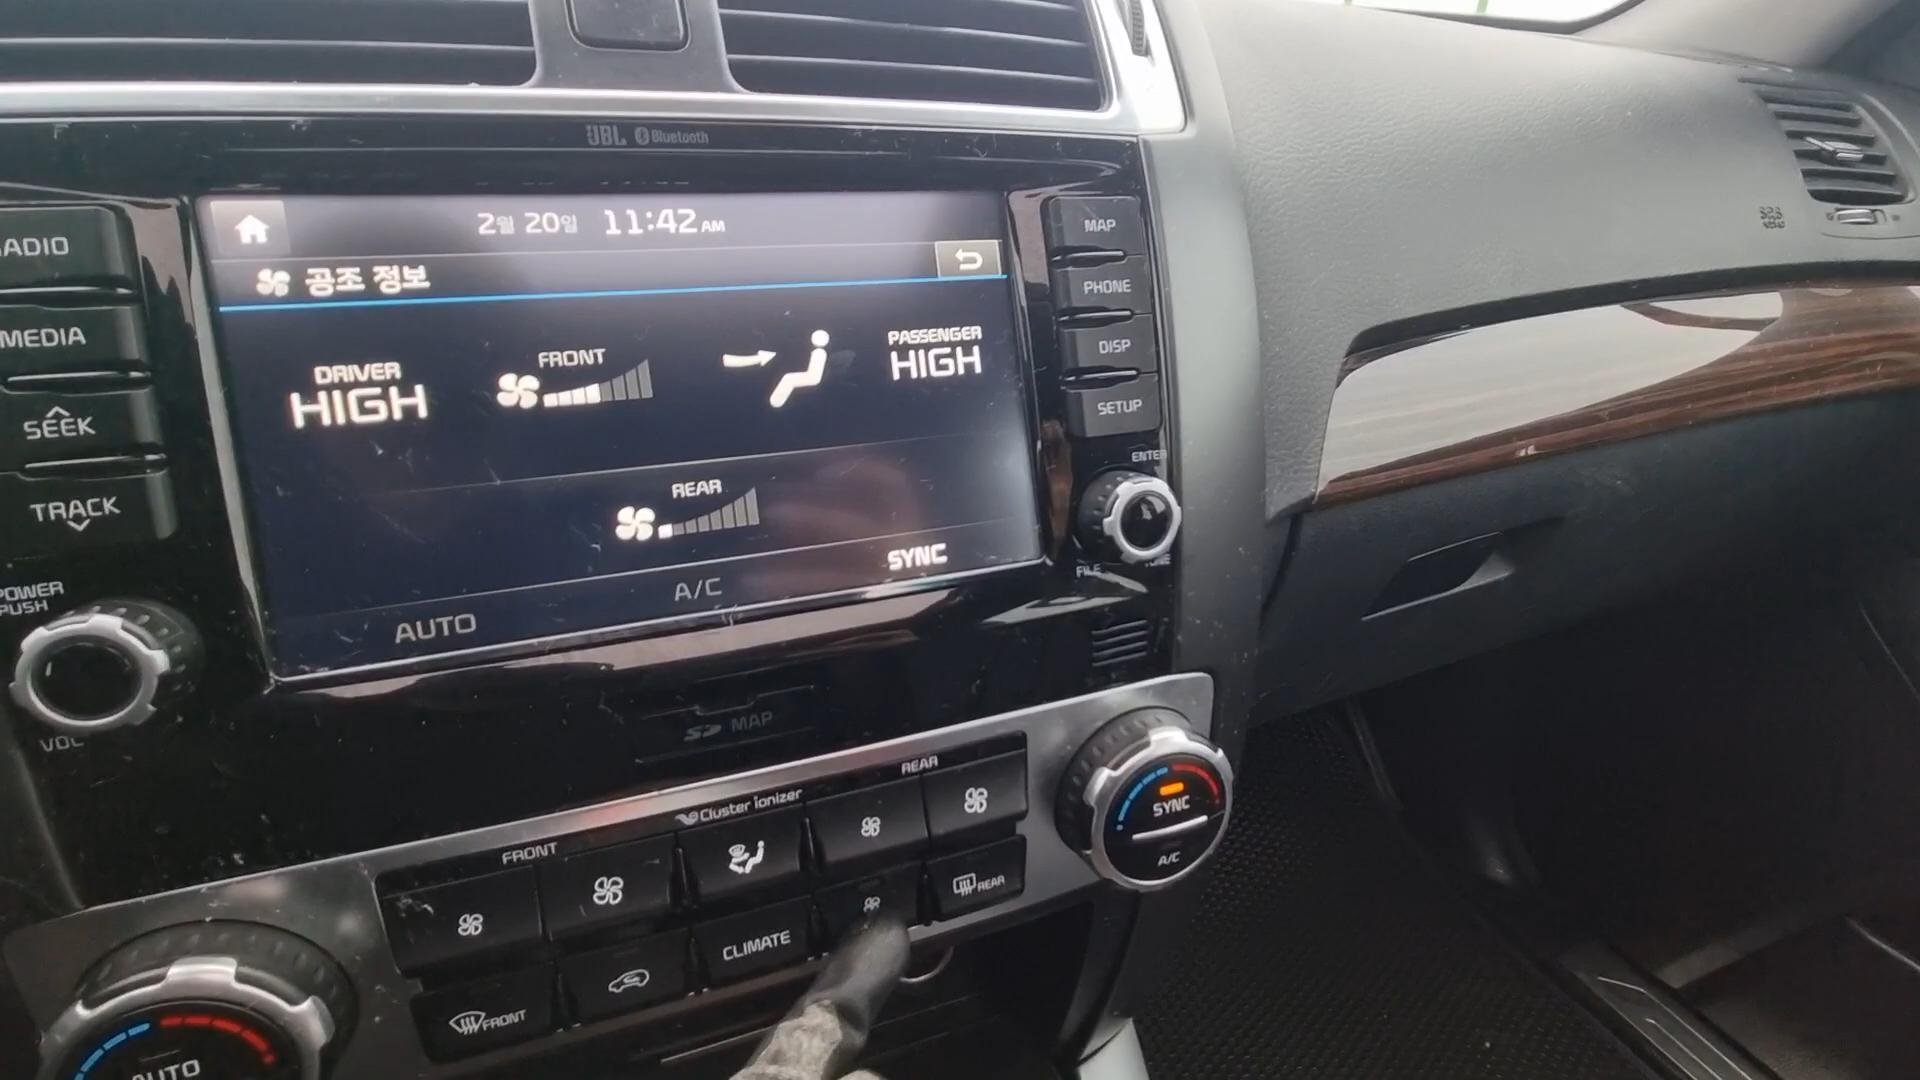 JBL Bluetooth
2월 20일 11:42 AM
공조 정보
DRIVER
HIGH
FRONT
PASSENGER
HIGH
REAR
SYNC
A/C
AUTO
RADIO
MEDIA
SEEK
TRACK
POWER
PUSH
VOL
MAP
PHONE
DISP
SETUP
ENTER
FILE
TUNE
SD MAP
Cluster ionizer
FRONT
REAR
CLIMATE
FRONT
REAR
SYNC
A/C
AUTO